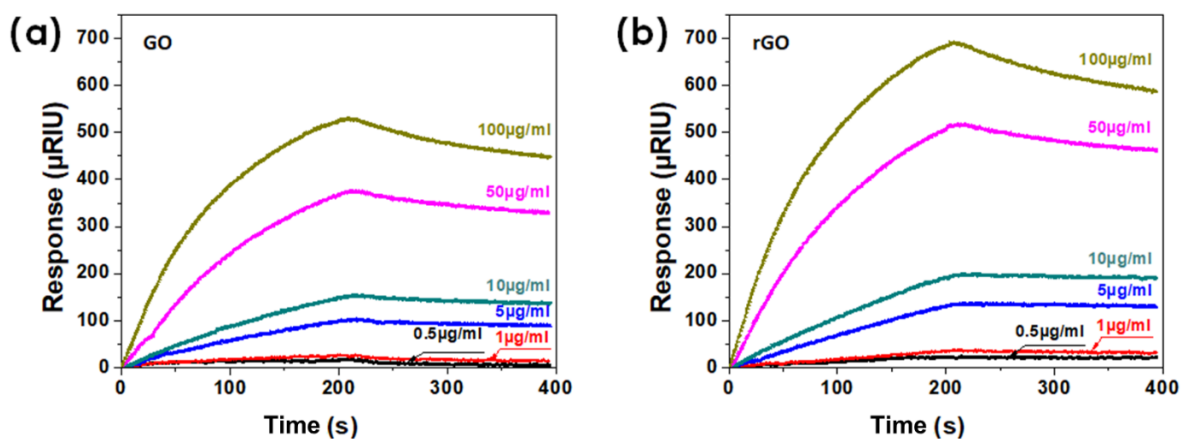 (a)
GO
Response (µRIU)
700
600
500
400
300
200
100
0
100µg/ml
50µg/ml
10µg/ml
5µg/ml
0.5µg/ml
1µg/ml
0 100 200 300 400
Time (s)
(b)
rGO
Response (µRIU)
700
600
500
400
300
200
100
0
100µg/ml
50µg/ml
10µg/ml
5µg/ml
0.5µg/ml
1µg/ml
0 100 200 300 400
Time (s)